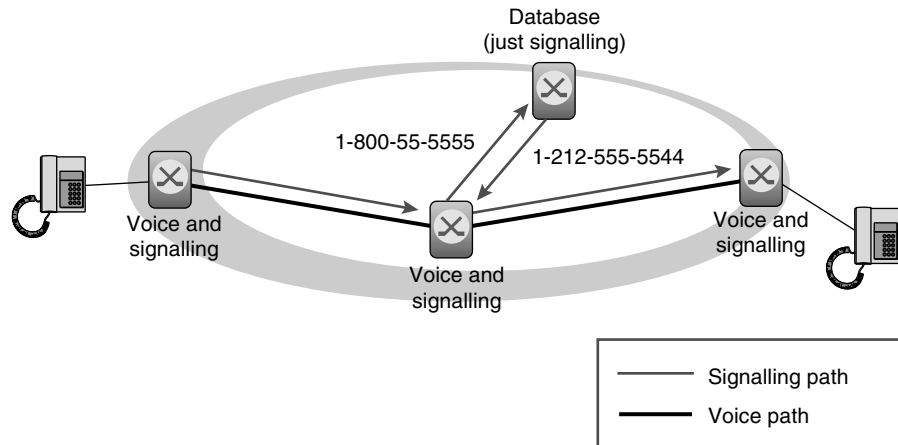 Database
(just signalling)
1-800-55-5555
1-212-555-5544
Voice and
signalling
Voice and
signalling
Voice and
signalling
Signalling path
Voice path